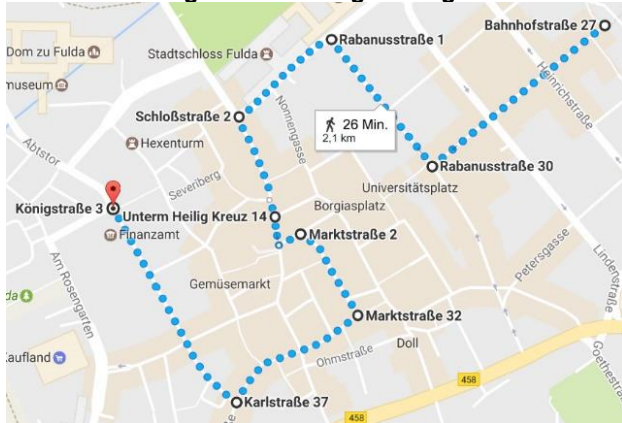 Bahnhofstraße 27
Rabanusstraße 1
Dom zu Fulda
Stadtschloss Fulda
museum
Heinrichstraße
Nonnengasse
Schloßstraße 2
26 Min.
2,1 km
Abtstor
Hexenturm
Rabanusstraße 30
Severiberg
Universitätsplatz
Königstraße 3
Unterm Heilig Kreuz 14
Borgiasplatz
Finanzamt
Marktstraße 2
Petersgasse
Lindenstraße
Am Rosengarten
Gemüsemarkt
da
Marktstraße 32
Ohmstraße
Doll
Goethestraße
Kaufland
458
Karlstraße 37
458